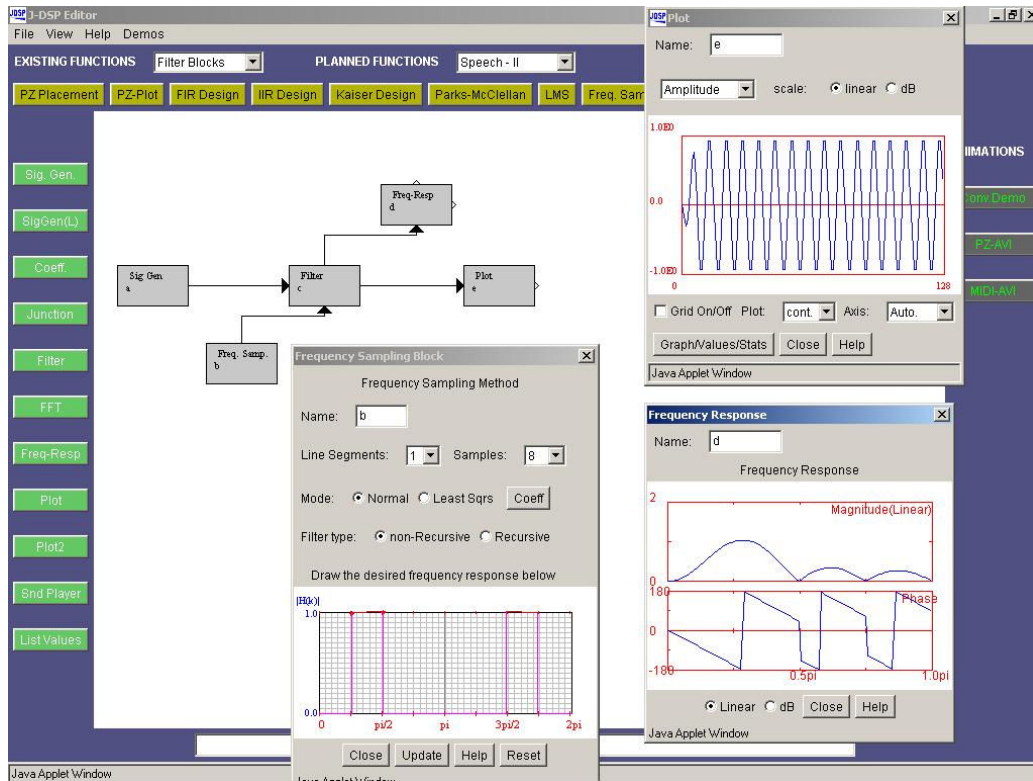 J-DSP Editor
File View Help Demos
EXISTING FUNCTIONS Filter Blocks PLANNED FUNCTIONS Speech - II
PZ Placement PZ-Plot FIR Design IIR Design Kaiser Design Parks-McClellan LMS Freq. Sam
Sig. Gen.
SigGen(L)
Coeff.
Junction
Filter
FFT
Freq-Resp
Plot
Plot2
Snd Player
List Values
Sig Gen
a
Filter
c
Freq-Resp
d
Plot
e
Freq. Samp.
b
Frequency Sampling Block
Frequency Sampling Method
Name: b
Line Segments: 1 Samples: 8
Mode: Normal Least Sqrs Coeff
Filter type: non-Recursive Recursive
Draw the desired frequency response below
|H(k)|
1.0
0.0
0 pi/2 pi 3pi/2 2pi
Close Update Help Reset
Java Applet Window
JDSP Plot
Name: e
Amplitude scale: linear dB
1.0E0
0.0
-1.0E0
0 128
Grid On/Off Plot: cont. Axis: Auto.
Graph/Values/Stats Close Help
Java Applet Window
Frequency Response
Name: d
Frequency Response
2
Magnitude(Linear)
0
180
Phase
0
-180
0.5pi 1.0pi
Linear dB Close Help
Java Applet Window
IMATIONS
Conv.Demo
PZ-AVI
MIDI-AVI
Java Applet Window